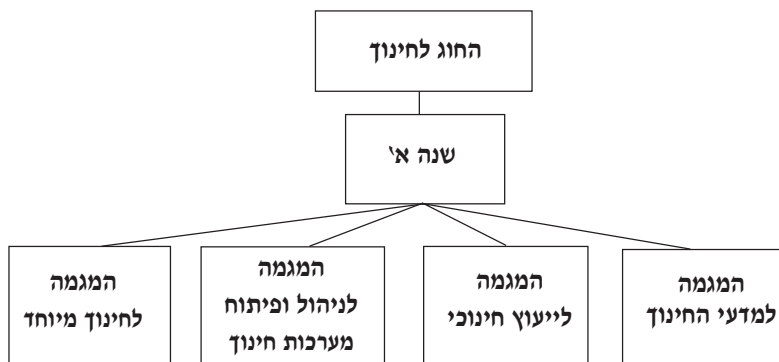 החוג לחינוך
שנה א'
המגמה
למדעי החינוך
המגמה
לייעוץ חינוכי
המגמה
לניהול ופיתוח
מערכות חינוך
המגמה
לחינוך מיוחד